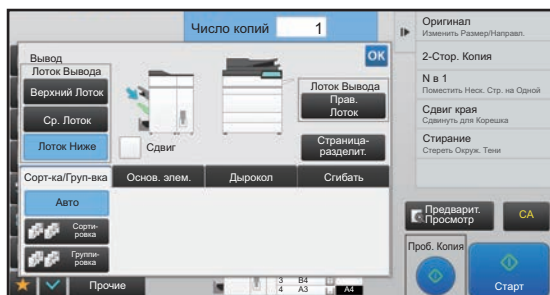 Число копий 1
Вывод
OK
Лоток Вывода
Верхний Лоток
Ср. Лоток
Лоток Ниже
Сдвиг
Лоток Вывода
Прав.
Лоток
Страница-
разделит.
Сорт-ка/Груп-вка
Основ. элем.
Дырокол
Сгибать
Авто
Сорти-
ровка
Группи-
ровка
Прочие
3 B4
4 A3
A4
Оригинал
Изменить Размер/Направл.
2-Стор. Копия
N в 1
Поместить Неск. Стр. на Одной
Сдвиг края
Сдвинуть для Корешка
Стирание
Стереть Окруж. Тени
Предварит.
Просмотр
CA
Проб. Копия
Старт